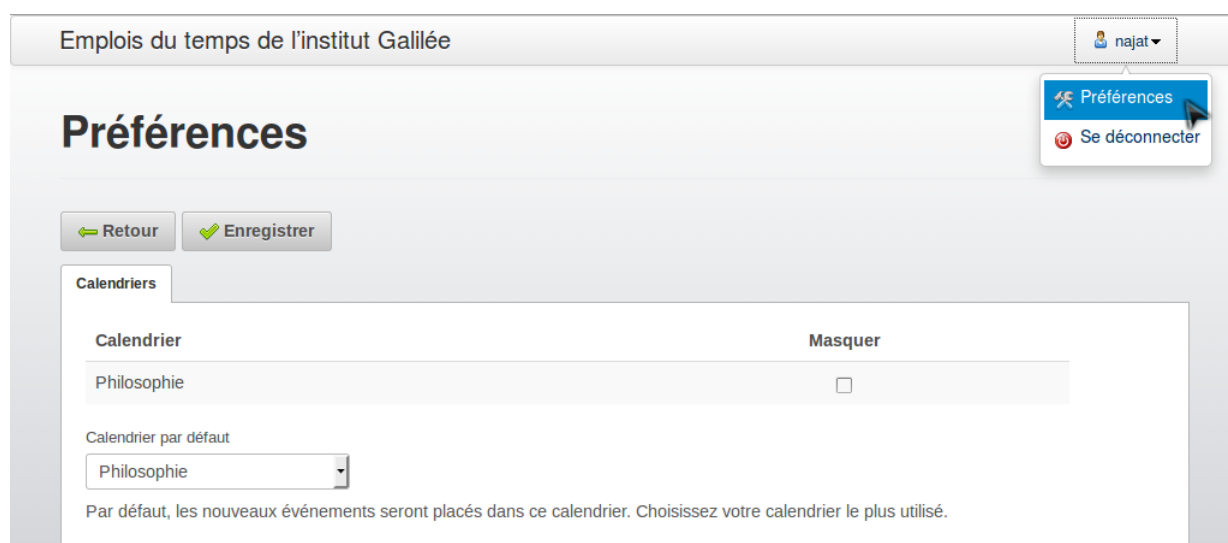 Emplois du temps de l'institut Galilée
najat
Préférences
Se déconnecter
Préférences
Retour
Enregistrer
Calendriers
Calendrier Masquer
Philosophie
Calendrier par défaut
Philosophie
Par défaut, les nouveaux événements seront placés dans ce calendrier. Choisissez votre calendrier le plus utilisé.